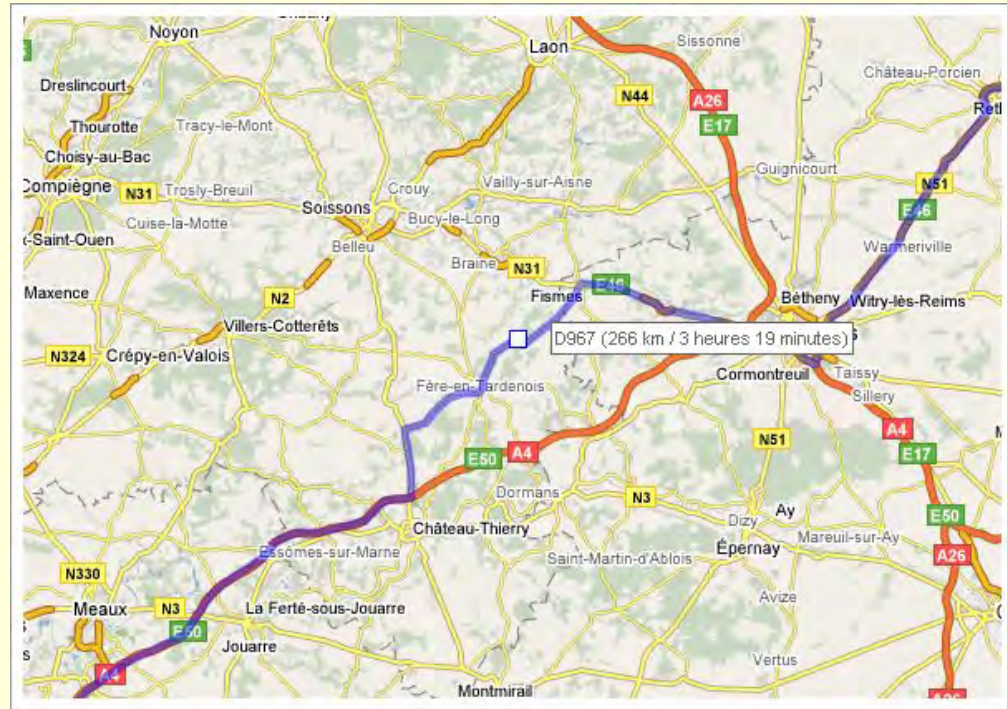 Noyon
Laon
Sissonne
Château-Porcien
Dreslincourt
N44
A26
E17
Thourotte
Tracy-le-Mont
Choisy-au-Bac
Guignicourt
Compiègne
N31
Trosly-Breuil
Crouy
Vailly-sur-Aisne
N51
Soissons
E46
Cuise-la-Motte
Bucy-le-Long
x-Saint-Ouen
Belleu
Warmeriville
Braine
N31
Maxence
N2
Fismes
E46
Bétheny
Witry-lès-Reims
Villers-Cotterêts
D967 (266 km / 3 heures 19 minutes)
N324
Crépy-en-Valois
Cormontreuil
Taissy
Fère-en-Tardenois
Sillery
A4
N51
E50
A4
E17
Dormans
N3
Ay
E50
Château-Thierry
Dizy
Mareuil-sur-Ay
Essômes-sur-Marne
Saint-Martin-d'Ablois
Épernay
A26
N330
Meaux
N3
La Ferté-sous-Jouarre
Avize
E50
Jouarre
Vertus
A4
Montmirail
A26